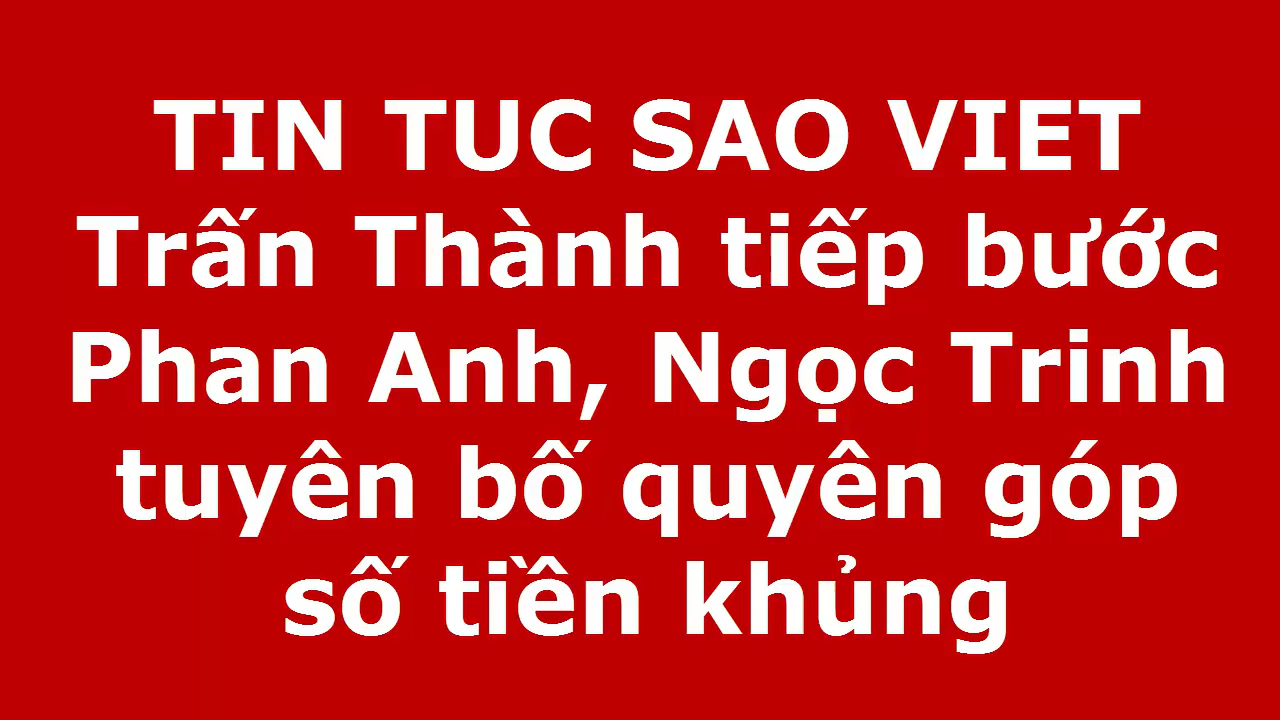 TIN TUC SAO VIET
Trấn Thành tiếp bước
Phan Anh, Ngọc Trinh
tuyên bố quyên góp
số tiền khủng